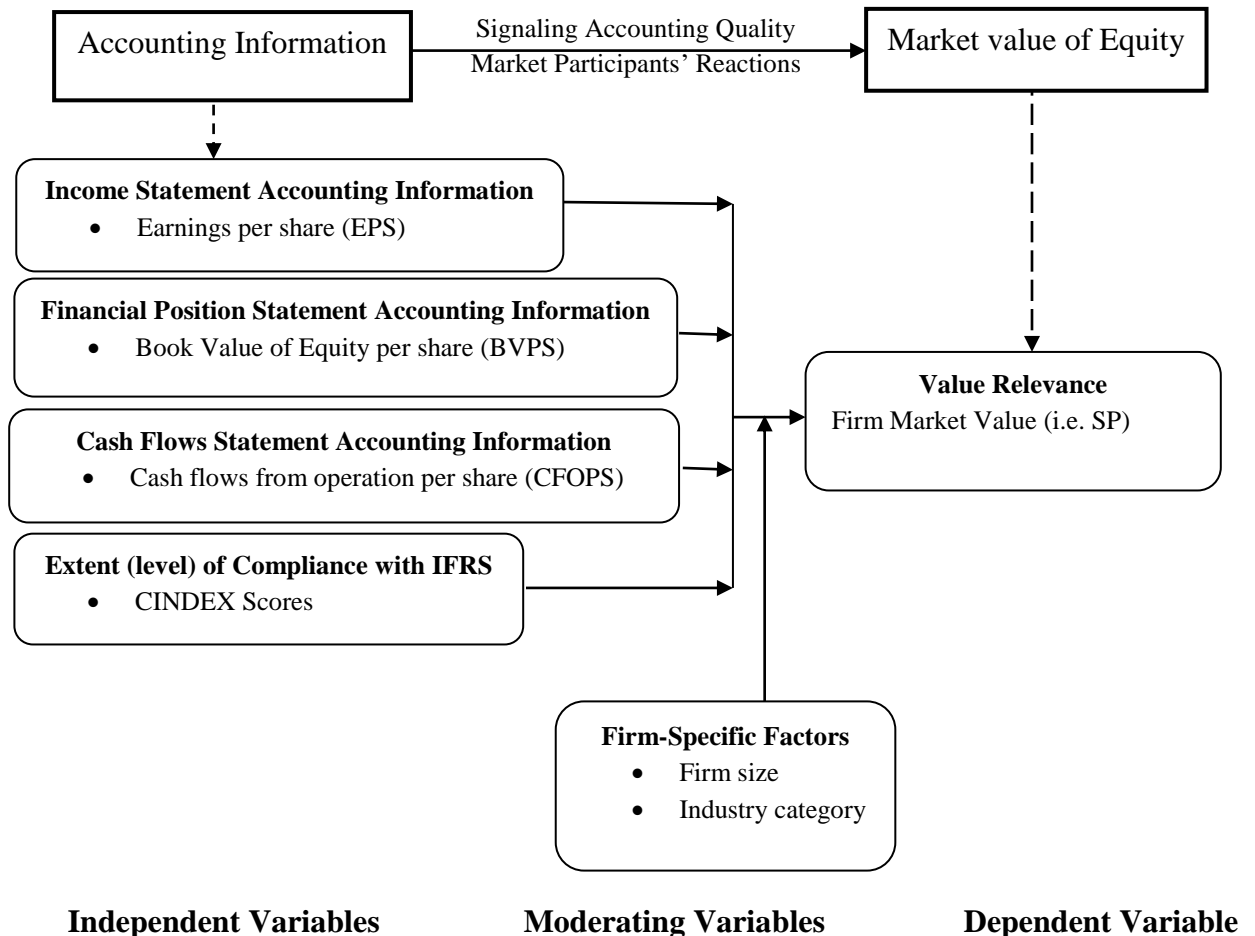 Accounting Information
Signaling Accounting Quality
Market Participants’ Reactions
Market value of Equity
Income Statement Accounting Information
• Earnings per share (EPS)
Financial Position Statement Accounting Information
• Book Value of Equity per share (BVPS)
Cash Flows Statement Accounting Information
• Cash flows from operation per share (CFOPS)
Extent (level) of Compliance with IFRS
• CINDEX Scores
Value Relevance
Firm Market Value (i.e. SP)
Firm-Specific Factors
• Firm size
• Industry category
Independent Variables
Moderating Variables
Dependent Variable